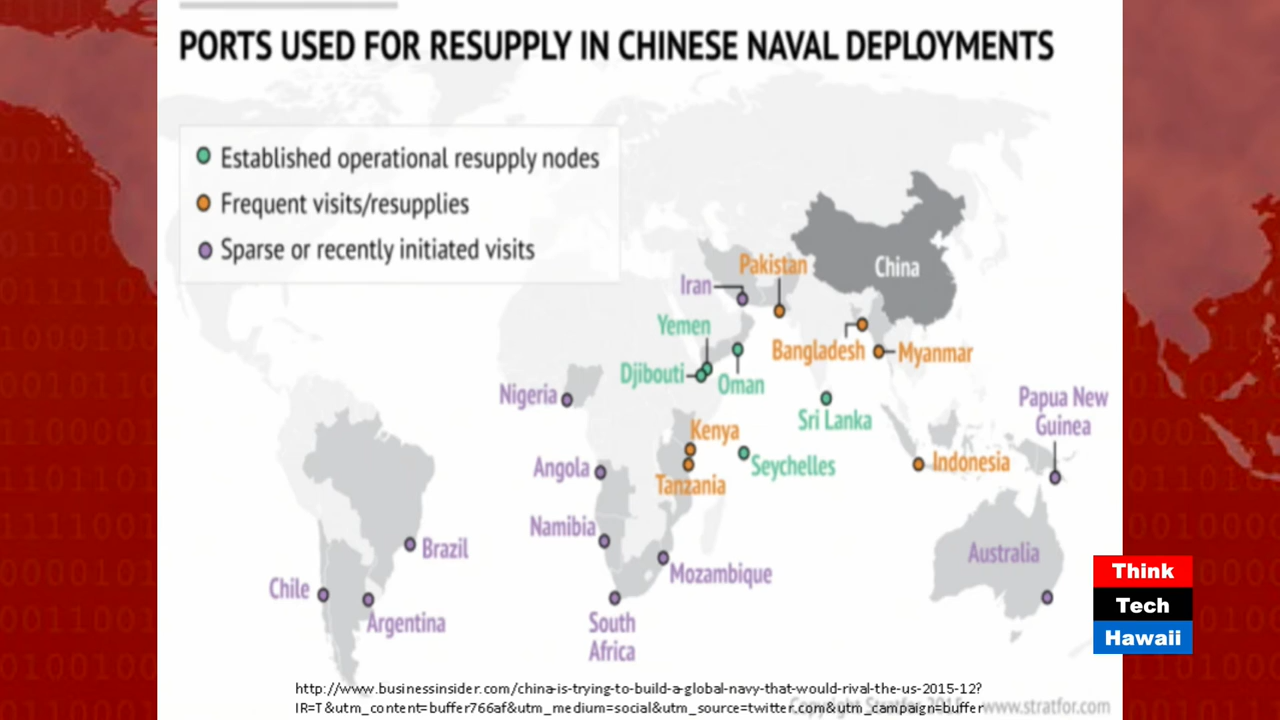 PORTS USED FOR RESUPPLY IN CHINESE NAVAL DEPLOYMENTS
Established operational resupply nodes
Frequent visits/resupplies
Sparse or recently initiated visits
China
Pakistan
Iran
Yemen
Bangladesh
Myanmar
Djibouti
Oman
Nigeria
Sri Lanka
Papua New
Guinea
Kenya
Angola
Seychelles
Indonesia
Tanzania
Namibia
Brazil
Australia
Mozambique
Chile
Argentina
South
Africa
Think
Tech
Hawaii
http://www.businessinsider.com/china-is-trying-to-build-a-global-navy-that-would-rival-the-us-2015-12?
IR=T&utm_content=buffer766af&utm_medium=social&utm_source=twitter.com&utm_campaign=buffer
Copyright Stratfor www.stratfor.com